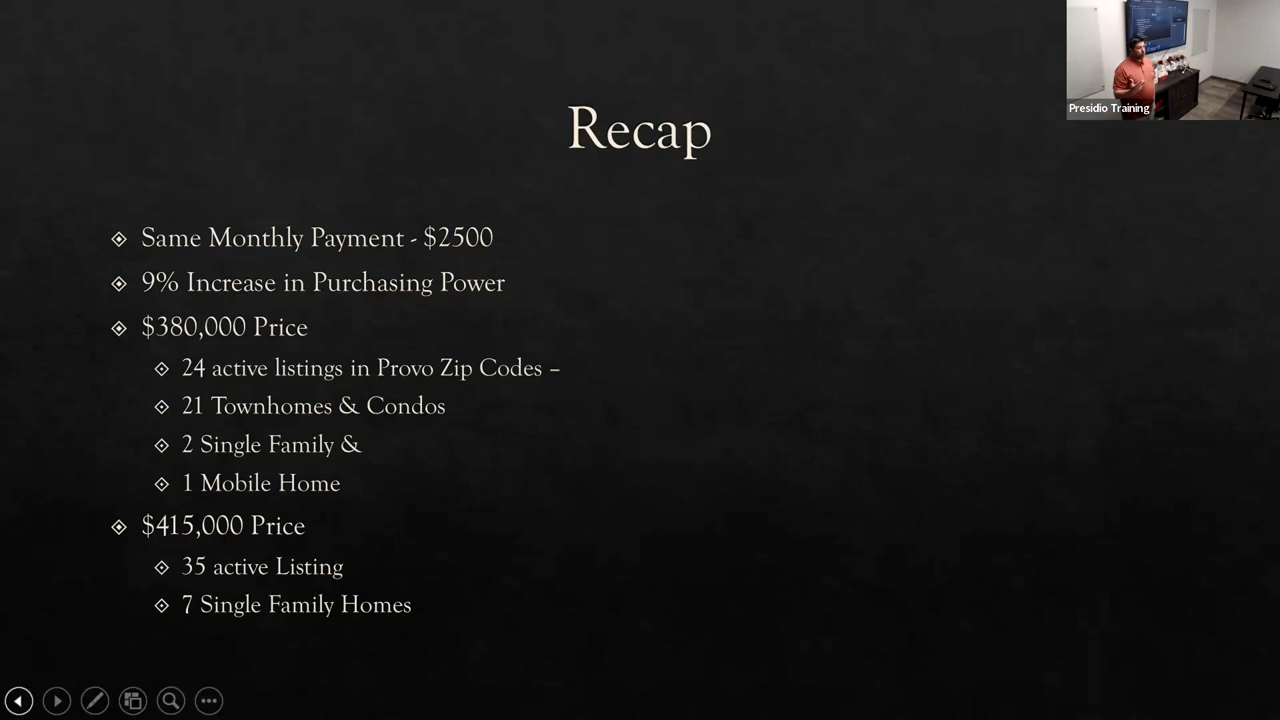 Presidio Training
Recap
Same Monthly Payment - $2500
9% Increase in Purchasing Power
$380,000 Price
24 active listings in Provo Zip Codes –
21 Townhomes & Condos
2 Single Family &
1 Mobile Home
$415,000 Price
35 active Listing
7 Single Family Homes